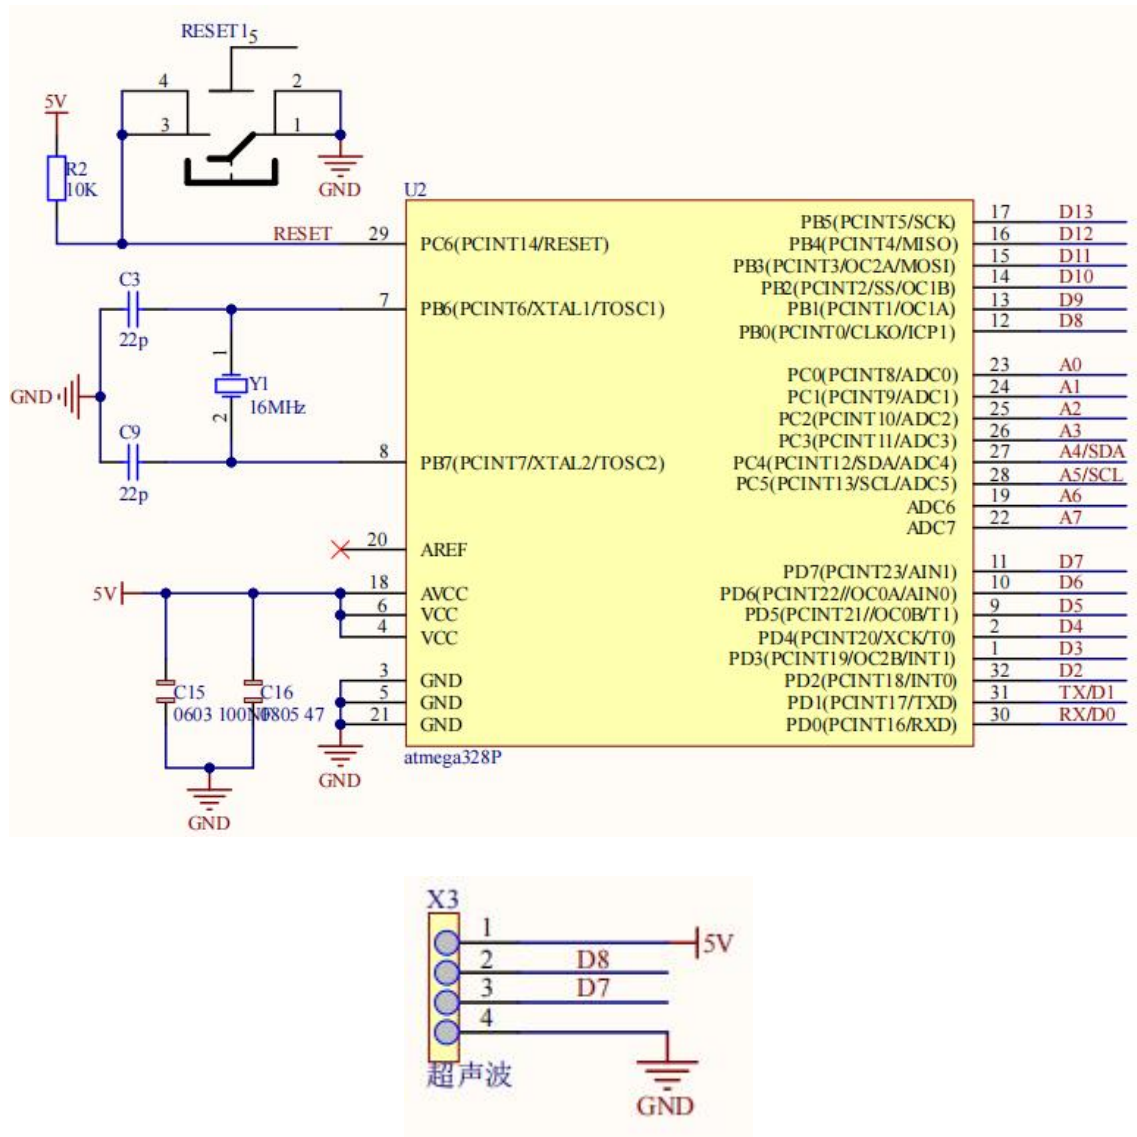 RESET1 5
4 2
5V
3 1
R2
10K
GND
U2
RESET 29 PC6(PCINT14/RESET)
PB5(PCINT5/SCK) 17 D13
PB4(PCINT4/MISO) 16 D12
PB3(PCINT3/OC2A/MOSI) 15 D11
PB2(PCINT2/SS/OC1B) 14 D10
PB1(PCINT1/OC1A) 13 D9
PB0(PCINT0/CLKO/ICP1) 12 D8
C3
22p
7 PB6(PCINT6/XTAL1/TOSC1)
1
Y1
16MHz
2
GND
C9
22p
8 PB7(PCINT7/XTAL2/TOSC2)
PC0(PCINT8/ADC0) 23 A0
PC1(PCINT9/ADC1) 24 A1
PC2(PCINT10/ADC2) 25 A2
PC3(PCINT11/ADC3) 26 A3
PC4(PCINT12/SDA/ADC4) 27 A4/SDA
PC5(PCINT13/SCL/ADC5) 28 A5/SCL
ADC6 19 A6
ADC7 22 A7
20 AREF
5V
18 AVCC
6 VCC
4 VCC
3 GND
5 GND
21 GND
PD7(PCINT23/AIN1) 11 D7
PD6(PCINT22//OC0A/AIN0) 10 D6
PD5(PCINT21//OC0B/T1) 9 D5
PD4(PCINT20/XCK/T0) 2 D4
PD3(PCINT19/OC2B/INT1) 1 D3
PD2(PCINT18/INT0) 32 D2
PD1(PCINT17/TXD) 31 TX/D1
PD0(PCINT16/RXD) 30 RX/D0
C15
C16
0603 100NF
0805 47
atmega328P
GND
GND
X3
1 5V
2 D8
3 D7
4
超声波
GND